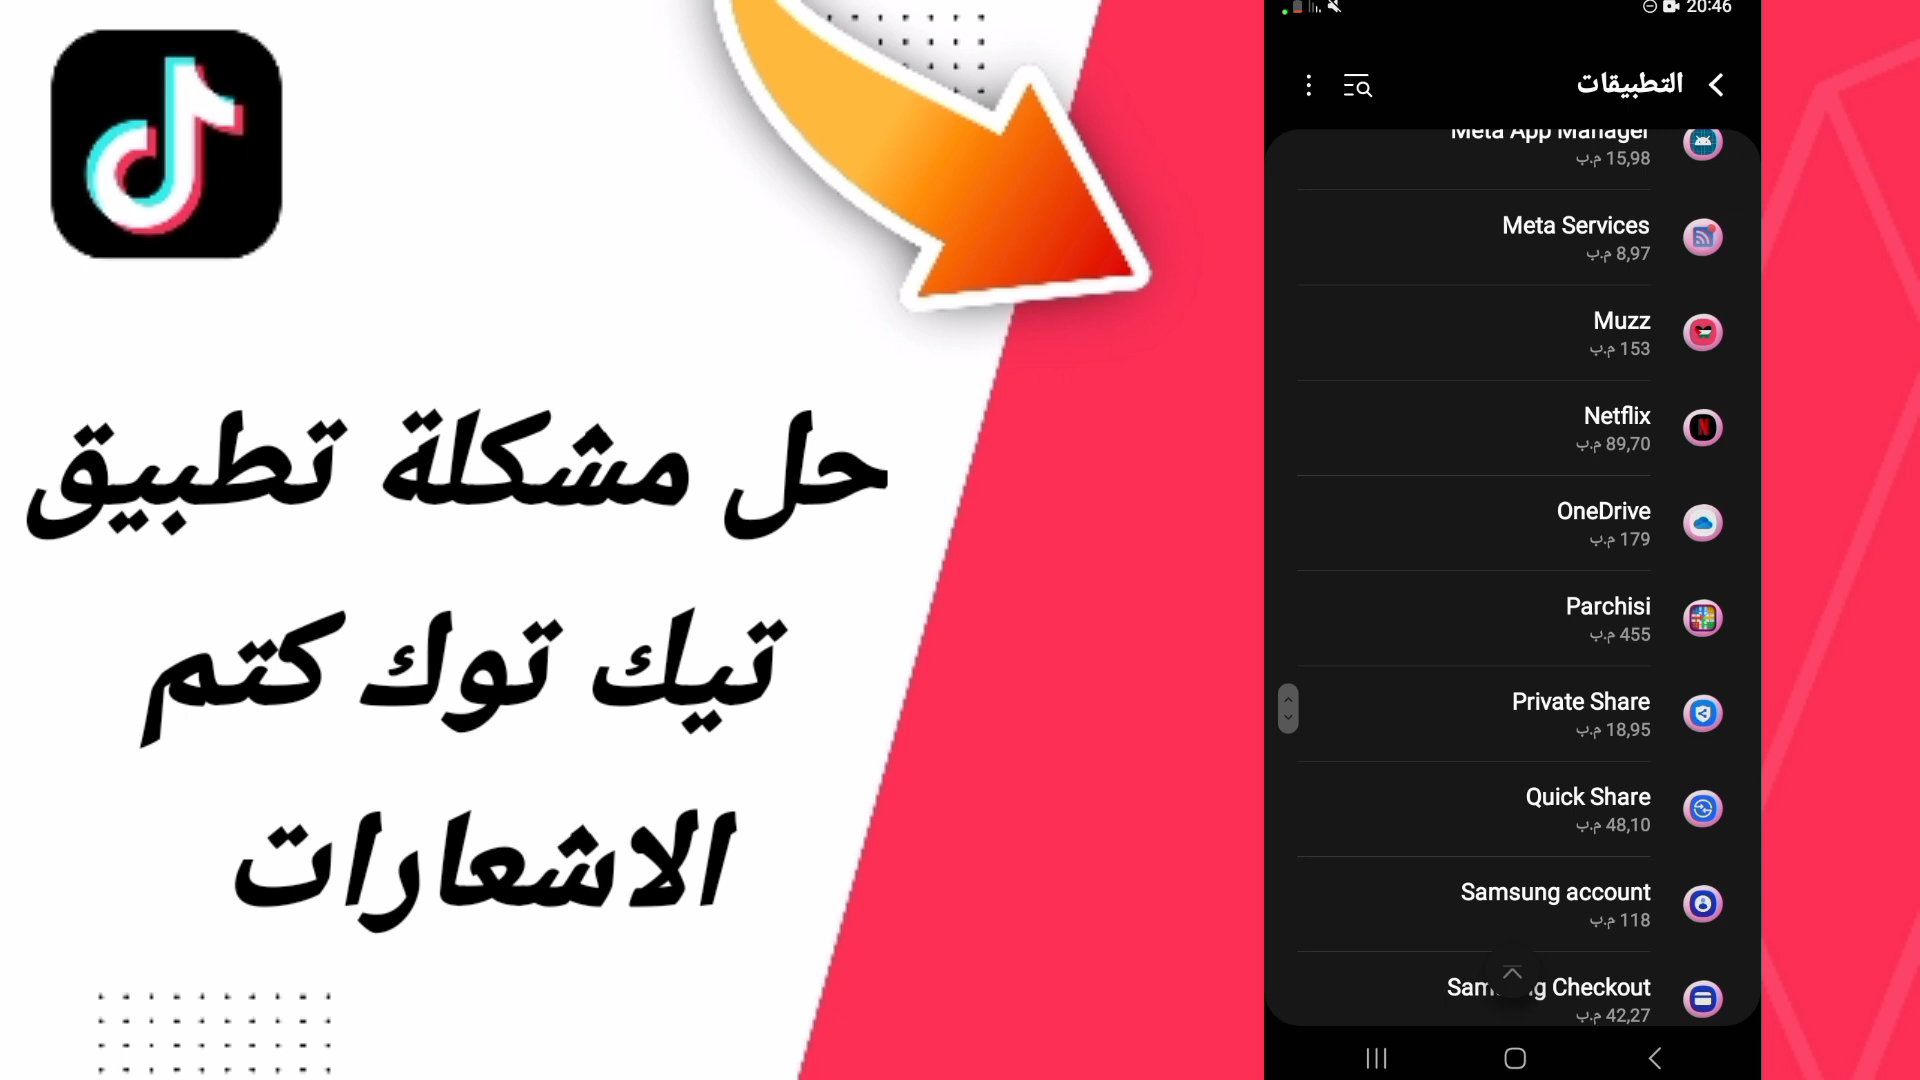 حل مشكلة تطبيق
تيك توك كتم
الاشعارات
20:46
التطبيقات
Meta App Manager
15,98 م.ب
Meta Services
8,97 م.ب
Muzz
153 م.ب
Netflix
89,70 م.ب
OneDrive
179 م.ب
Parchisi
455 م.ب
Private Share
18,95 م.ب
Quick Share
48,10 م.ب
Samsung account
118 م.ب
Samsung Checkout
42,27 م.ب